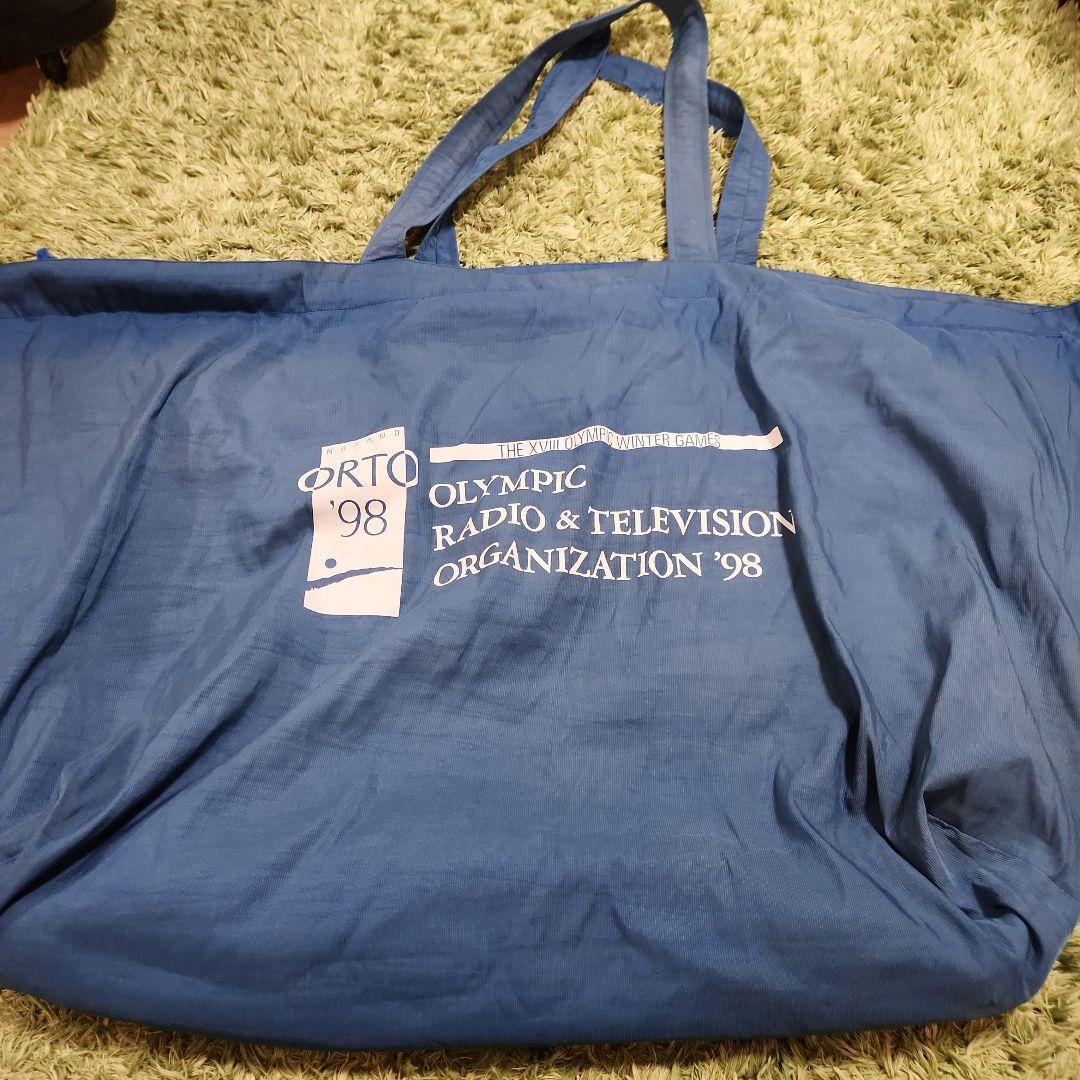 NAGANO
ORTO
'98
THE XVIII OLYMPIC WINTER GAMES
OLYMPIC
RADIO & TELEVISION
ORGANIZATION '98